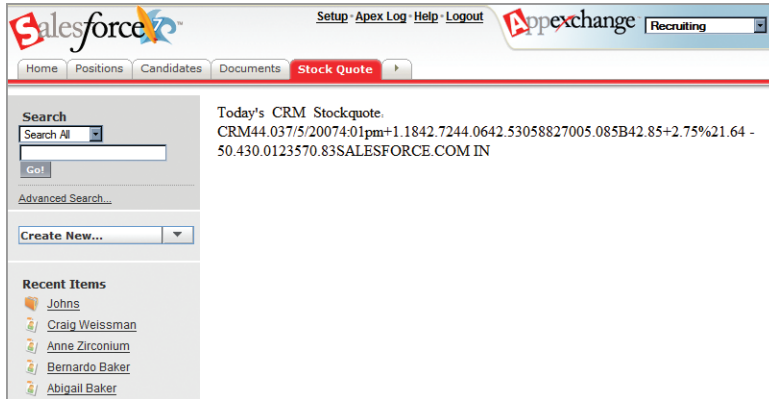 Salesforce
Setup · Apex Log · Help · Logout
Appexchange
Recruiting
Home Positions Candidates Documents Stock Quote
Search
Search All
Go!
Advanced Search...
Create New...
Recent Items
Johns
Craig Weissman
Anne Zirconium
Bernardo Baker
Abigail Baker
Today's CRM Stockquote.
CRM44.037/5/20074:01pm+1.1842.7244.0642.53058827005.085B42.85+2.75%21.64 -
50.430.0123570.83SALESFORCE.COM IN